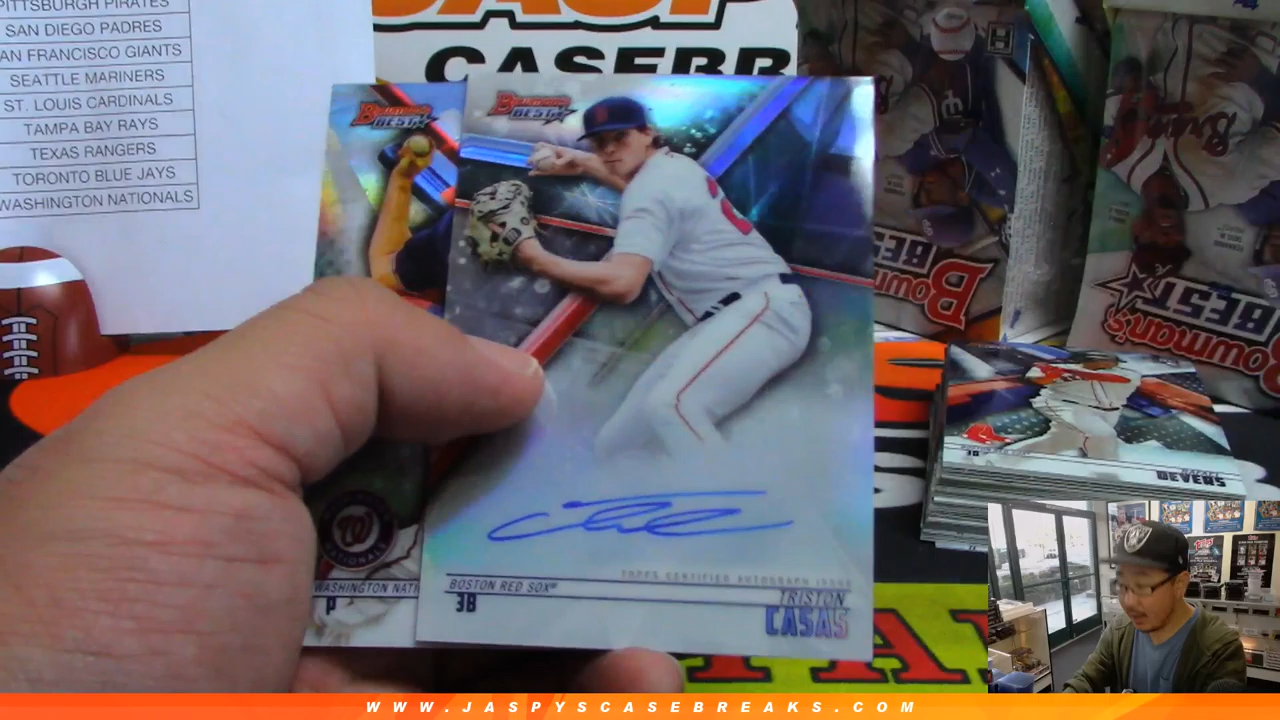 PITTSBURGH PIRATES
SAN DIEGO PADRES
AN FRANCISCO GIANTS
SEATTLE MARINERS
ST. LOUIS CARDINALS
TAMPA BAY RAYS
TEXAS RANGERS
TORONTO BLUE JAYS
WASHINGTON NATIONALS
CASEBR
BOWMAN'S
BEST
BOWMAN'S
BEST
BOWMAN'S
BEST
BOWMAN'S
BEST
W
NATIONALS
WASHINGTON NATI
P
TOPPS CERTIFIED AUTOGRAPH ISSUE
BOSTON RED SOX
3B
TRISTON
CASAS
DEVERS
WWW.JASPYSCASEBREAKS.COM